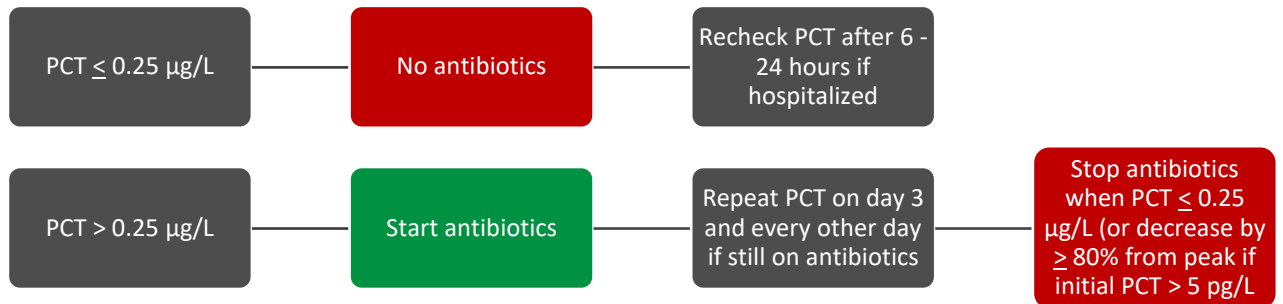 PCT ≤ 0.25 µg/L
No antibiotics
Recheck PCT after 6 -
24 hours if
hospitalized
PCT > 0.25 µg/L
Start antibiotics
Repeat PCT on day 3
and every other day
if still on antibiotics
Stop antibiotics
when PCT ≤ 0.25
µg/L (or decrease by
≥ 80% from peak if
initial PCT > 5 pg/L